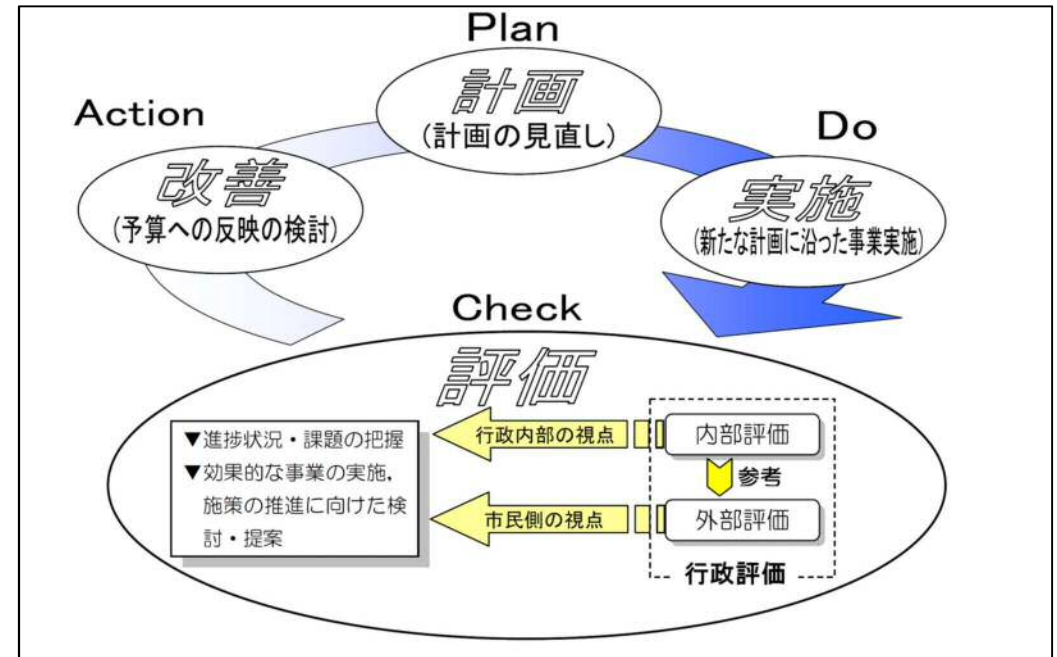 Plan
計画
(計画の見直し)
Action
改善
(予算への反映の検討)
Do
実施
(新たな計画に沿った事業実施)
Check
評価
▼進捗状況・課題の把握
▼効果的な事業の実施,
施策の推進に向けた検
討・提案
行政内部の視点
内部評価
参考
市民側の視点
外部評価
行政評価